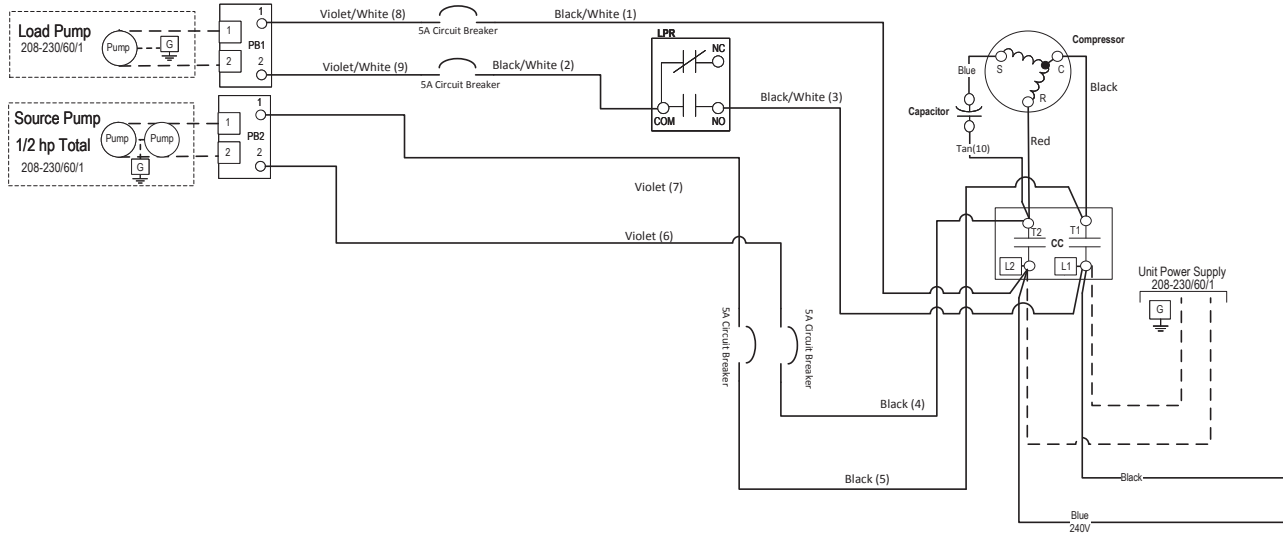 Load Pump
208-230/60/1
Pump
G
1
2
1
PB1
2
Violet/White (8)
5A Circuit Breaker
Black/White (1)
Violet/White (9)
5A Circuit Breaker
Black/White (2)
LPR
NC
COM
NO
Black/White (3)
Source Pump
1/2 hp Total
208-230/60/1
Pump
Pump
G
1
2
1
PB2
2
Violet (7)
Violet (6)
5A Circuit Breaker
5A Circuit Breaker
Black (4)
Black (5)
Compressor
S
C
R
Blue
Black
Capacitor
Tan(10)
Red
T2
CC
T1
L2
L1
Unit Power Supply
208-230/60/1
G
Black
Blue
240V